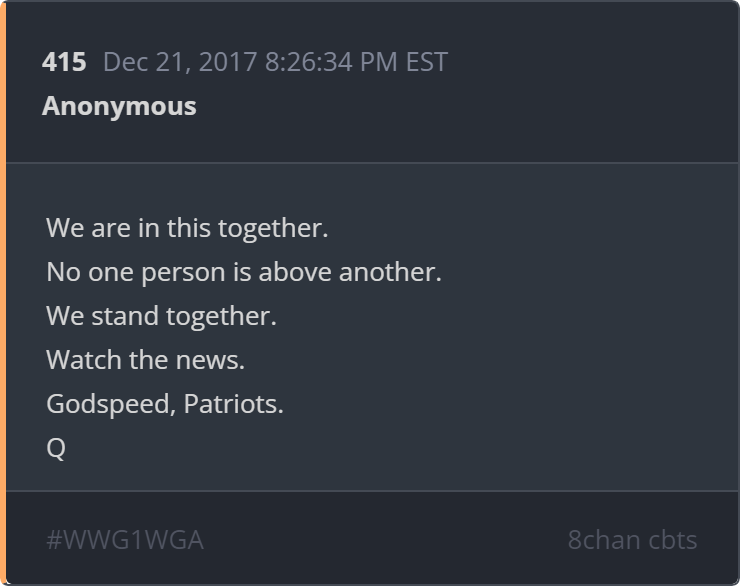 415 Dec 21, 2017 8:26:34 PM EST
Anonymous
We are in this together.
No one person is above another.
We stand together.
Watch the news.
Godspeed, Patriots.
Q
#WWG1WGA 8chan cbts